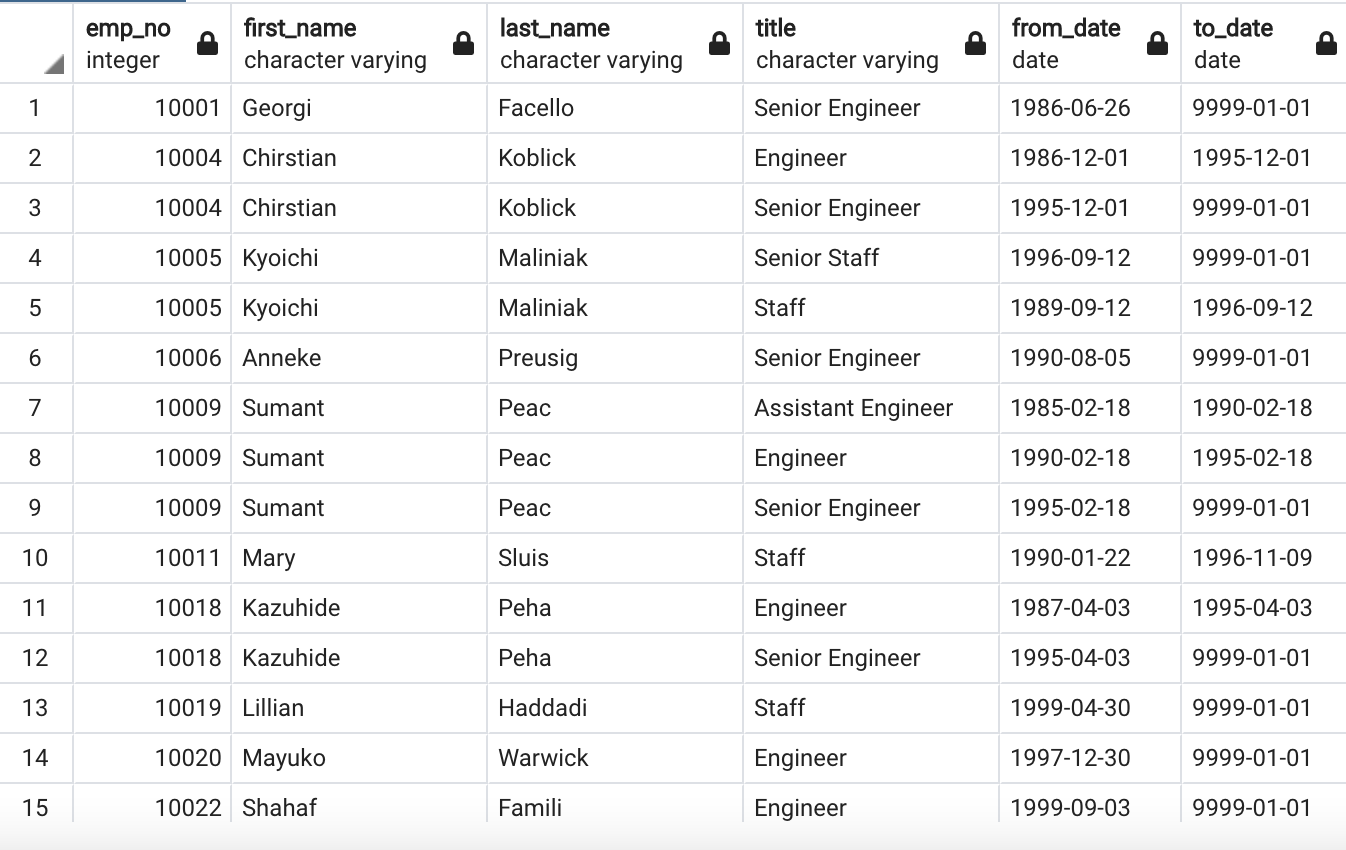 emp_no first_name last_name title from_date to_date
integer character varying character varying character varying date date
1 10001 Georgi Facello Senior Engineer 1986-06-26 9999-01-01
2 10004 Chirstian Koblick Engineer 1986-12-01 1995-12-01
3 10004 Chirstian Koblick Senior Engineer 1995-12-01 9999-01-01
4 10005 Kyoichi Maliniak Senior Staff 1996-09-12 9999-01-01
5 10005 Kyoichi Maliniak Staff 1989-09-12 1996-09-12
6 10006 Anneke Preusig Senior Engineer 1990-08-05 9999-01-01
7 10009 Sumant Peac Assistant Engineer 1985-02-18 1990-02-18
8 10009 Sumant Peac Engineer 1990-02-18 1995-02-18
9 10009 Sumant Peac Senior Engineer 1995-02-18 9999-01-01
10 10011 Mary Sluis Staff 1990-01-22 1996-11-09
11 10018 Kazuhide Peha Engineer 1987-04-03 1995-04-03
12 10018 Kazuhide Peha Senior Engineer 1995-04-03 9999-01-01
13 10019 Lillian Haddadi Staff 1999-04-30 9999-01-01
14 10020 Mayuko Warwick Engineer 1997-12-30 9999-01-01
15 10022 Shahaf Famili Engineer 1999-09-03 9999-01-01